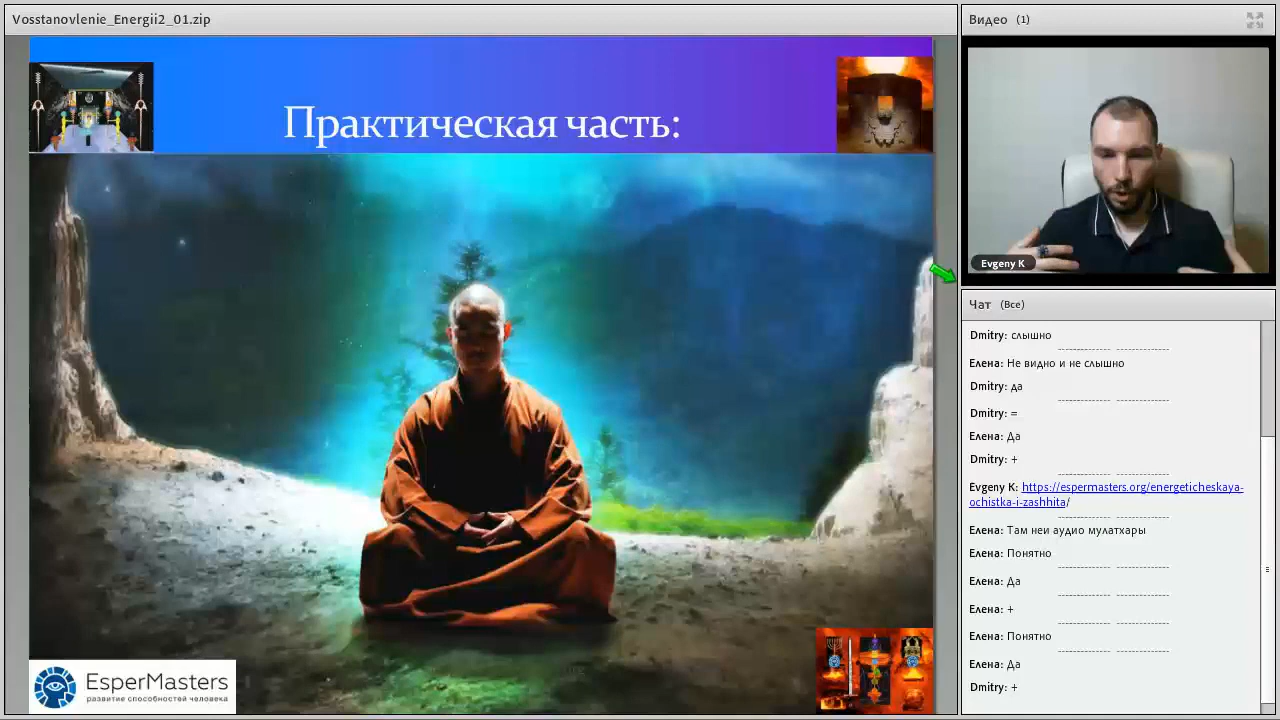 Vosstanovlenie_Energii2_01.zip
Практическая часть:
EsperMasters
развитие способностей человека
Видео (1)
Evgeny K
Чат (Все)
Dmitry: слышно
Елена: Не видно и не слышно
Dmitry: да
Dmitry: =
Елена: Да
Dmitry: +
Evgeny K: https://espermasters.org/energeticheskaya-
ochistka-i-zashhita/
Елена: Там неи аудио мулатхары
Елена: Понятно
Елена: Да
Елена: +
Елена: Понятно
Елена: Да
Dmitry: +